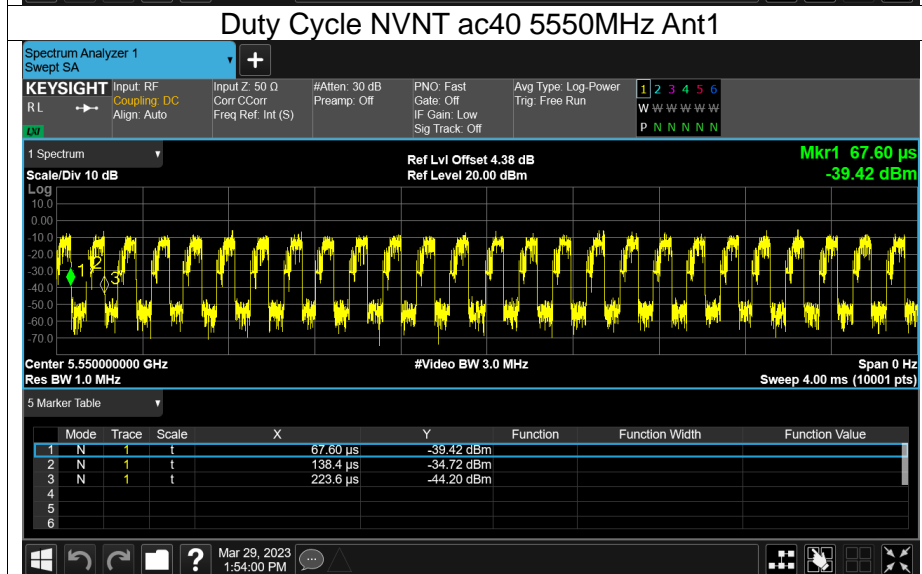 Duty Cycle NVNT ac40 5550MHz Ant1
Spectrum Analyzer 1
Swept SA
+
KEYSIGHT Input: RF Input Z: 50 Ω #Atten: 30 dB PNO: Fast Avg Type: Log-Power 1 2 3 4 5 6
R L Coupling: DC Corr CCorr Preamp: Off Gate: Off Trig: Free Run W W W W W W
Align: Auto Freq Ref: Int (S) IF Gain: Low
LXI Sig Track: Off P N N N N N
1 Spectrum Ref Lvl Offset 4.38 dB Mkr1 67.60 µs
Scale/Div 10 dB Ref Level 20.00 dBm -39.42 dBm
Log
10.0
0.00
-10.0
-20.0
-30.0
-40.0
-50.0
-60.0
-70.0
1
2
3
Center 5.550000000 GHz #Video BW 3.0 MHz Span 0 Hz
Res BW 1.0 MHz Sweep 4.00 ms (10001 pts)
5 Marker Table
Mode Trace Scale X Y Function Function Width Function Value
1 N 1 t 67.60 µs -39.42 dBm
2 N 1 t 138.4 µs -34.72 dBm
3 N 1 t 223.6 µs -44.20 dBm
4
5
6
? Mar 29, 2023
1:54:00 PM